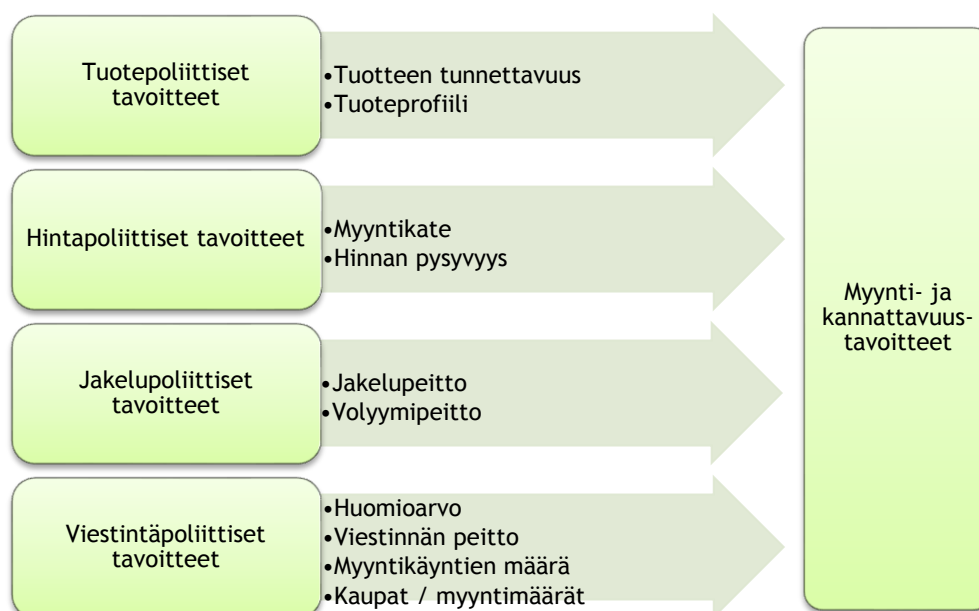 Tuotepoliittiset
tavoitteet
•Tuotteen tunnettavuus
•Tuoteprofiili
Hintapoliittiset tavoitteet
•Myyntikate
•Hinnan pysyvyys
Jakelupoliittiset
tavoitteet
•Jakelupeitto
•Volyymipeitto
Viestintäpoliittiset
tavoitteet
•Huomioarvo
•Viestinnän peitto
•Myyntikäyntien määrä
•Kaupat / myyntimäärät
Myynti- ja
kannattavuus-
tavoitteet